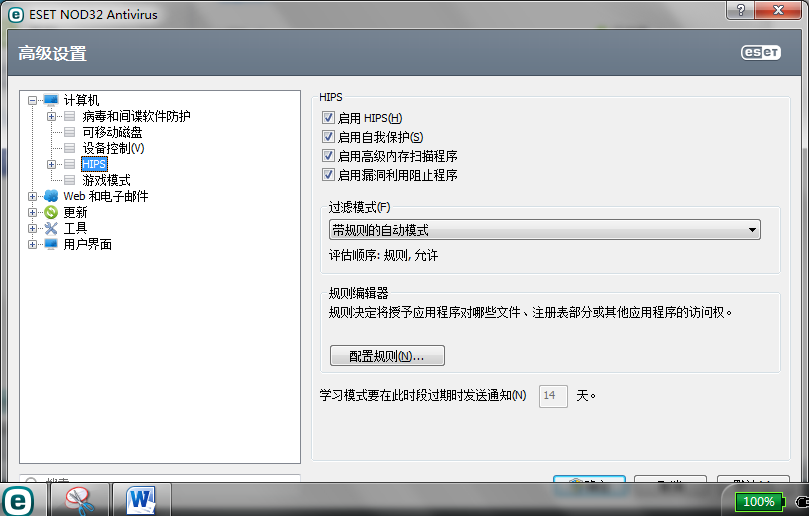 ESET NOD32 Antivirus
高级设置
eseT
计算机
病毒和间谍软件防护
可移动磁盘
设备控制(V)
HIPS
游戏模式
Web 和电子邮件
更新
工具
用户界面
HIPS
启用 HIPS(H)
启用自我保护(S)
启用高级内存扫描程序
启用漏洞利用阻止程序
过滤模式(F)
带规则的自动模式
评估顺序: 规则, 允许
规则编辑器
规则决定将授予应用程序对哪些文件、注册表部分或其他应用程序的访问权。
配置规则(N)...
学习模式要在此时段过期时发送通知(N) 14 天。
100%